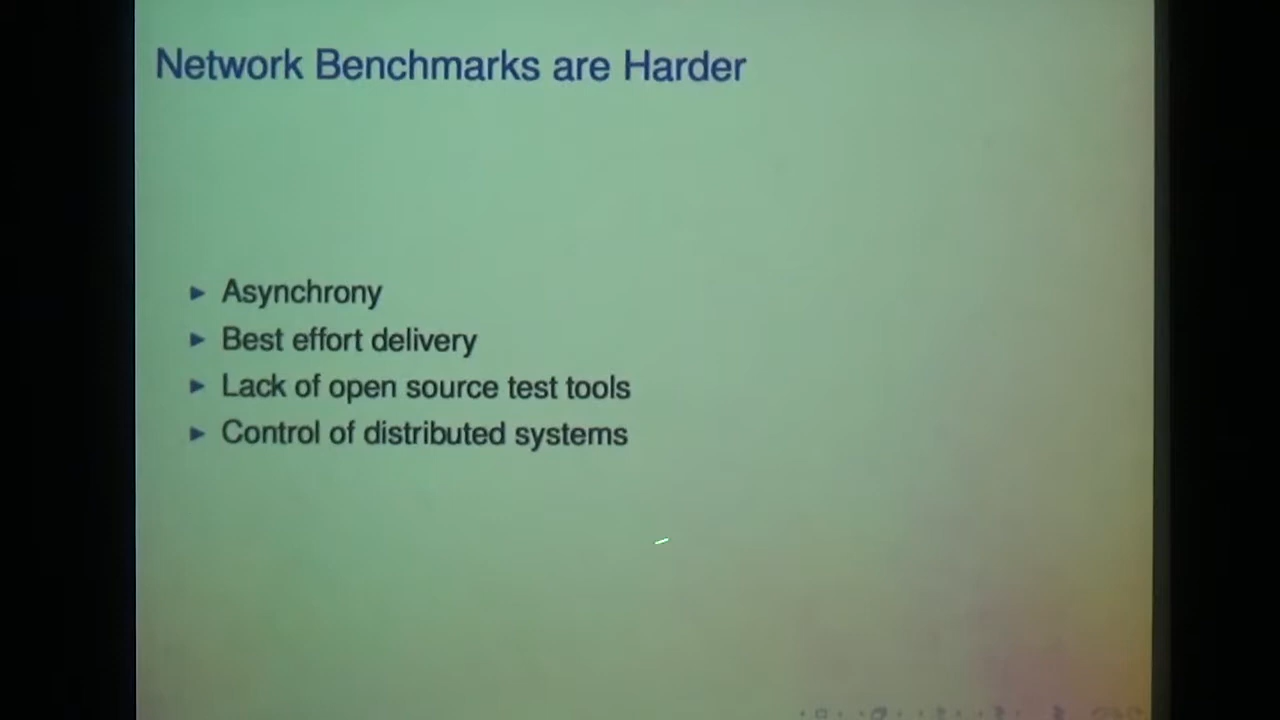 Network Benchmarks are Harder
Asynchrony
Best effort delivery
Lack of open source test tools
Control of distributed systems